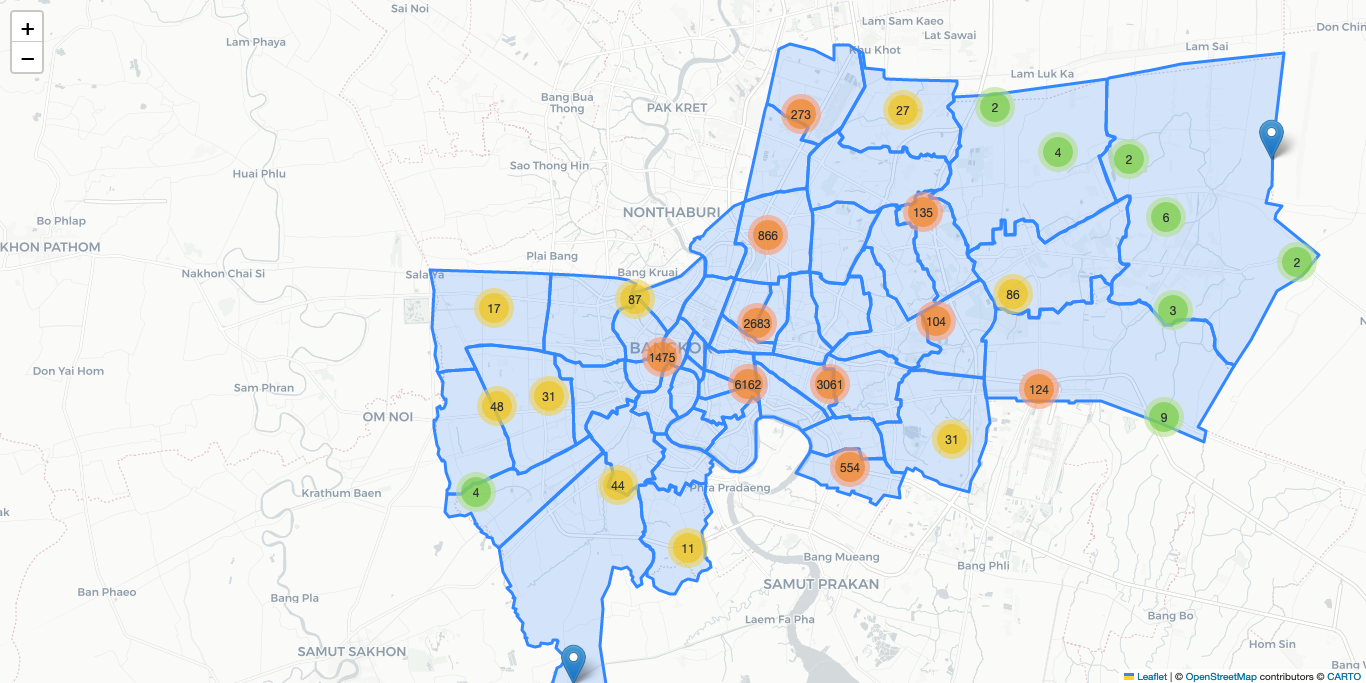 +
−
Sai Noi
Lam Phaya
Lam Sam Kaeo
Lat Sawai
Don Chin
Khu Khot
Lam Sai
Lam Luk Ka
Bang Bua
Thong
PAK KRET
273
27
2
4
2
Sao Thong Hin
Huai Phlu
NONTHABURI
135
6
Bo Phlap
866
KHON PATHOM
Plai Bang
Nakhon Chai Si
Sala Ya
Bang Kruai
2
17
87
86
3
2683
104
BANGKOK
1475
Don Yai Hom
Sam Phran
6162
3061
124
48
31
OM NOI
9
31
554
44
4
Phra Pradaeng
Krathum Baen
11
Bang Mueang
Bang Phli
SAMUT PRAKAN
Ban Phaeo
Bang Pla
Laem Fa Pha
Bang Bo
Hom Sin
SAMUT SAKHON
Bang W
Leaflet | © OpenStreetMap contributors © CARTO